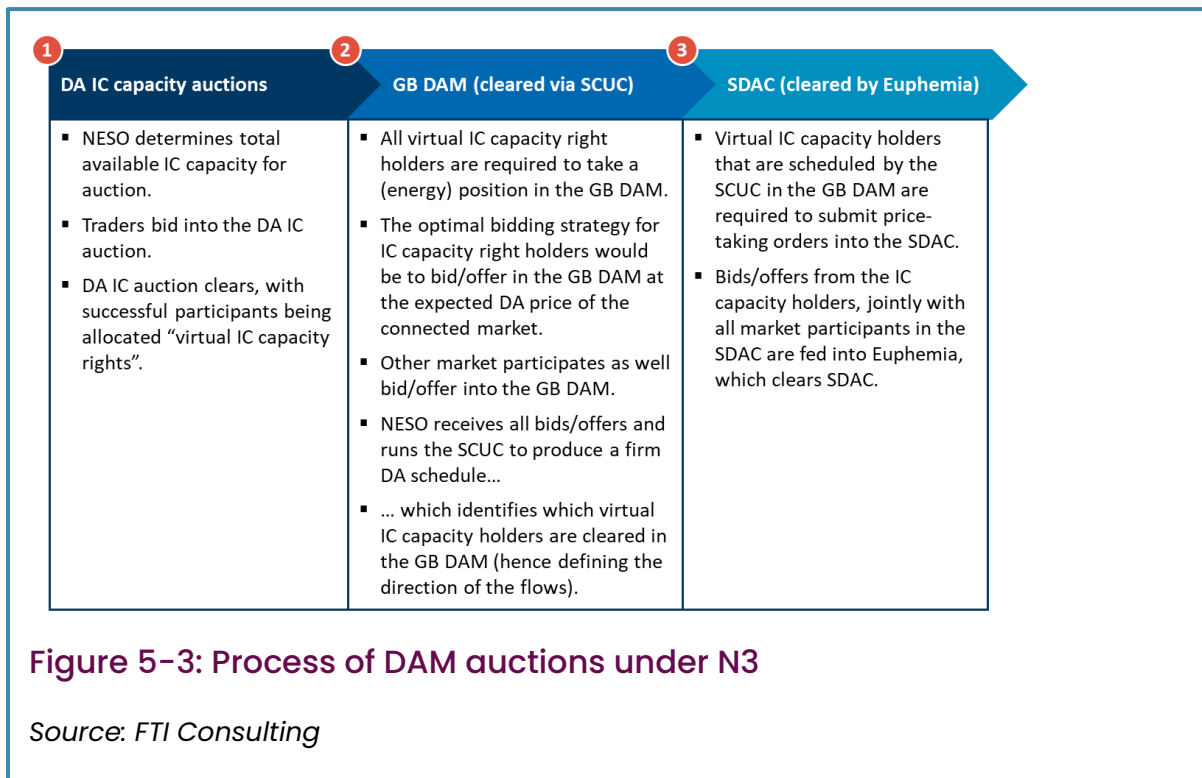 1
2
3
DA IC capacity auctions
GB DAM (cleared via SCUC)
SDAC (cleared by Euphemia)
▪ NESO determines total
available IC capacity for
auction.
▪ Traders bid into the DA IC
auction.
▪ DA IC auction clears, with
successful participants being
allocated “virtual IC capacity
rights”.
▪ All virtual IC capacity right
holders are required to take a
(energy) position in the GB DAM.
▪ The optimal bidding strategy for
IC capacity right holders would
be to bid/offer in the GB DAM at
the expected DA price of the
connected market.
▪ Other market participates as well
bid/offer into the GB DAM.
▪ NESO receives all bids/offers and
runs the SCUC to produce a firm
DA schedule…
▪ … which identifies which virtual
IC capacity holders are cleared in
the GB DAM (hence defining the
direction of the flows).
▪ Virtual IC capacity holders
that are scheduled by the
SCUC in the GB DAM are
required to submit price-
taking orders into the SDAC.
▪ Bids/offers from the IC
capacity holders, jointly with
all market participants in the
SDAC are fed into Euphemia,
which clears SDAC.
Figure 5-3: Process of DAM auctions under N3
Source: FTI Consulting